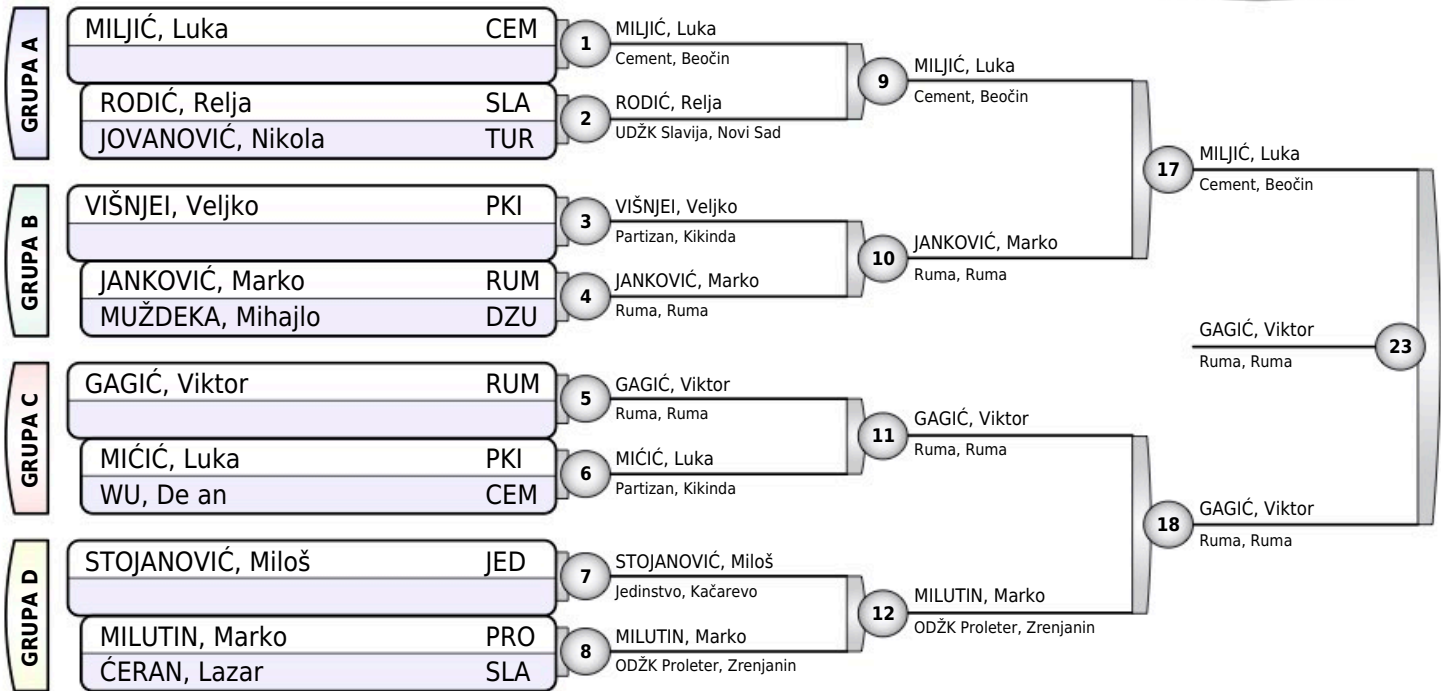 GRUPA A
MILJIĆ, Luka CEM
RODIĆ, Relja SLA
JOVANOVIĆ, Nikola TUR
GRUPA B
VIŠNJEI, Veljko PKI
JANKOVIĆ, Marko RUM
MUŽDEKA, Mihajlo DZU
GRUPA C
GAGIĆ, Viktor RUM
MIĆIĆ, Luka PKI
WU, De an CEM
GRUPA D
STOJANOVIĆ, Miloš JED
MILUTIN, Marko PRO
ĆERAN, Lazar SLA
1
MILJIĆ, Luka
Cement, Beočin
2
RODIĆ, Relja
UDŽK Slavija, Novi Sad
3
VIŠNJEI, Veljko
Partizan, Kikinda
4
JANKOVIĆ, Marko
Ruma, Ruma
5
GAGIĆ, Viktor
Ruma, Ruma
6
MIĆIĆ, Luka
Partizan, Kikinda
7
STOJANOVIĆ, Miloš
Jedinstvo, Kačarevo
8
MILUTIN, Marko
ODŽK Proleter, Zrenjanin
9
MILJIĆ, Luka
Cement, Beočin
10
JANKOVIĆ, Marko
Ruma, Ruma
11
GAGIĆ, Viktor
Ruma, Ruma
12
MILUTIN, Marko
ODŽK Proleter, Zrenjanin
17
MILJIĆ, Luka
Cement, Beočin
18
GAGIĆ, Viktor
Ruma, Ruma
GAGIĆ, Viktor
Ruma, Ruma
23